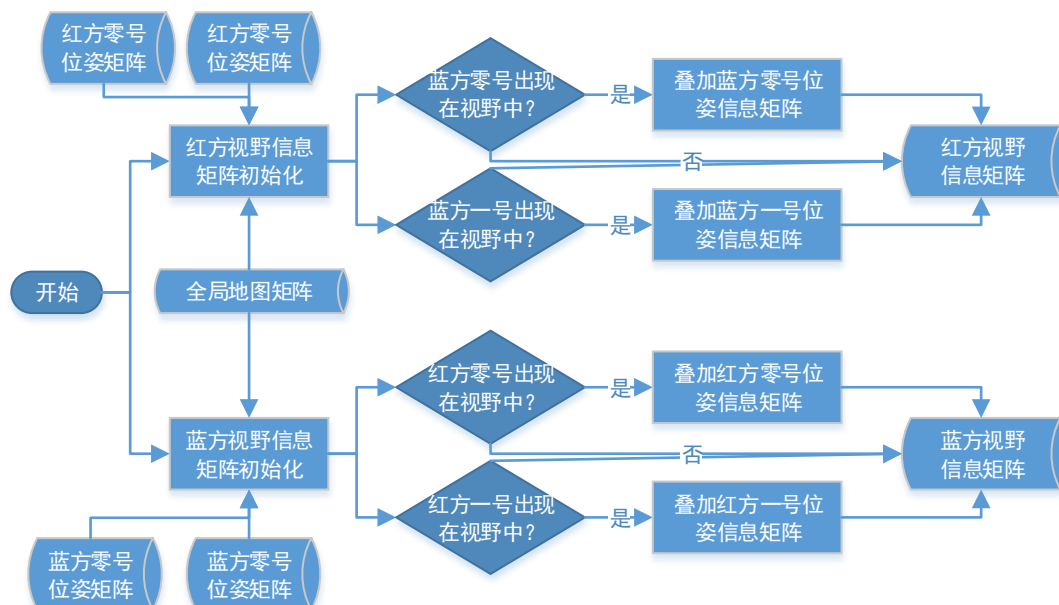 红方零号
位姿矩阵
红方零号
位姿矩阵
蓝方零号出现
在视野中？
是
叠加蓝方零号位
姿信息矩阵
红方视野信息
矩阵初始化
否
红方视野
信息矩阵
蓝方一号出现
在视野中？
是
叠加蓝方一号位
姿信息矩阵
开始
全局地图矩阵
红方零号出现
在视野中？
是
叠加红方零号位
姿信息矩阵
蓝方视野信息
矩阵初始化
否
蓝方视野
信息矩阵
红方一号出现
在视野中？
是
叠加红方一号位
姿信息矩阵
蓝方零号
位姿矩阵
蓝方零号
位姿矩阵